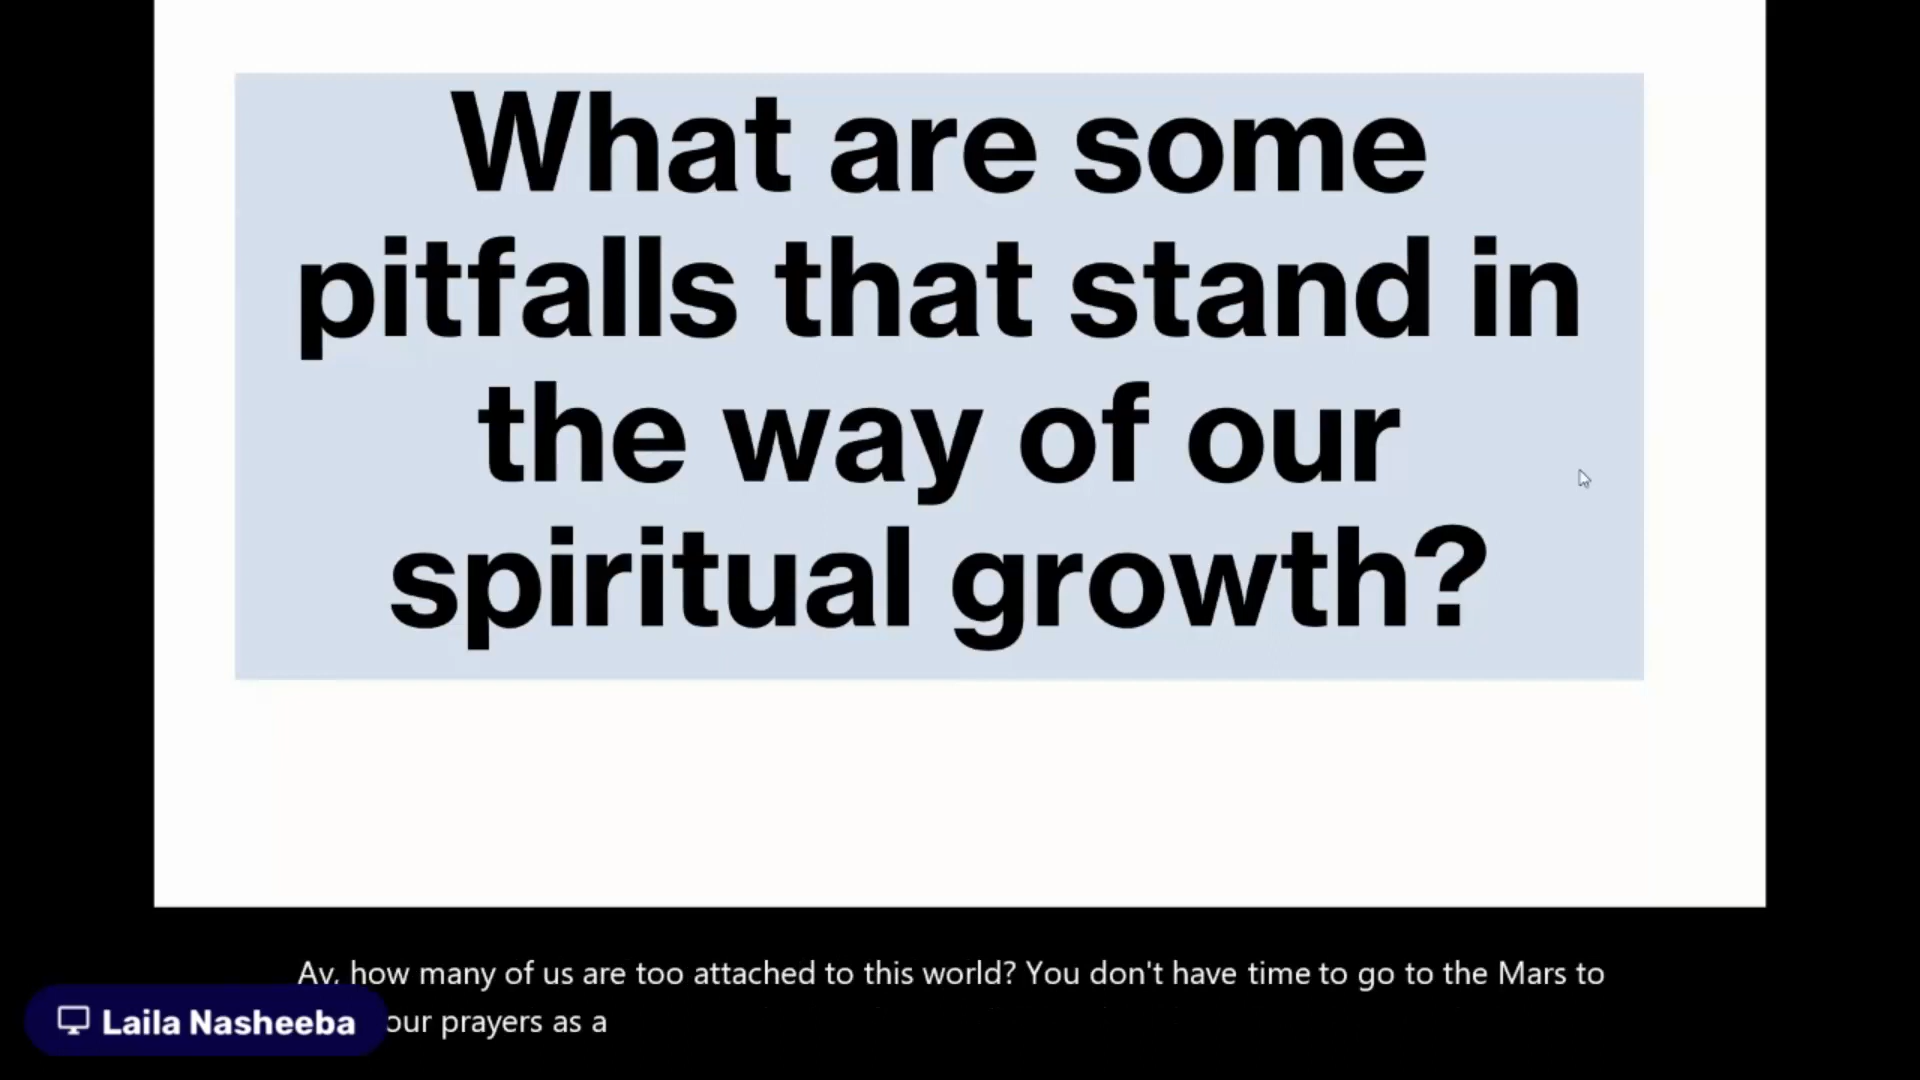 What are some
pitfalls that stand in
the way of our
spiritual growth?
Ay, how many of us are too attached to this world? You don't have time to go to the Mars to
our prayers as a
Laila Nasheeba